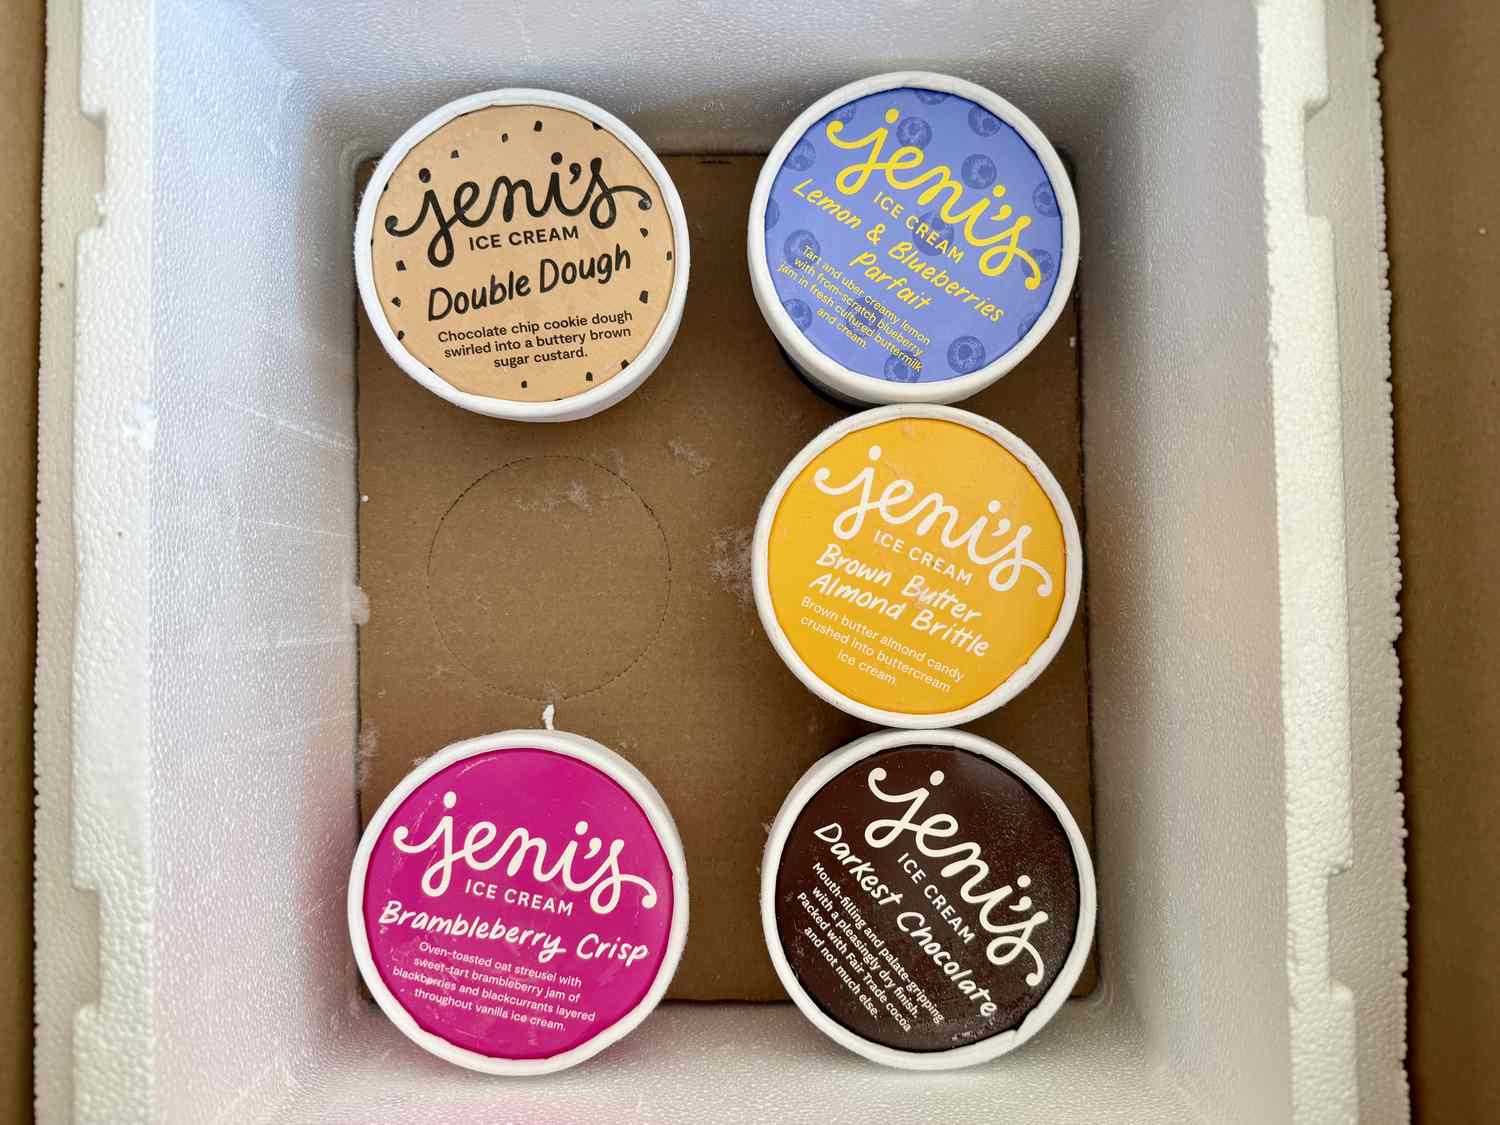 jeni's
ICE CREAM
Double Dough
Chocolate chip cookie dough
swirled into a buttery brown
sugar custard.
jeni's
ICE CREAM
Lemon & Blueberries
Parfait
Tart and uber creamy lemon
with from-scratch blueberry
jam in fresh cultured buttermilk
and cream.
jeni's
ICE CREAM
Brown Butter
Almond Brittle
Brown butter almond candy
crushed into buttercream
ice cream.
jeni's
ICE CREAM
Brambleberry Crisp
Oven-toasted oat streusel with
sweet-tart brambleberry jam of
blackberries and blackcurrants layered
throughout vanilla ice cream.
jeni's
ICE CREAM
Darkest Chocolate
Mouth-filling and palate-gripping
with a pleasingly dry finish.
Packed with Fair Trade cocoa
and not much else.